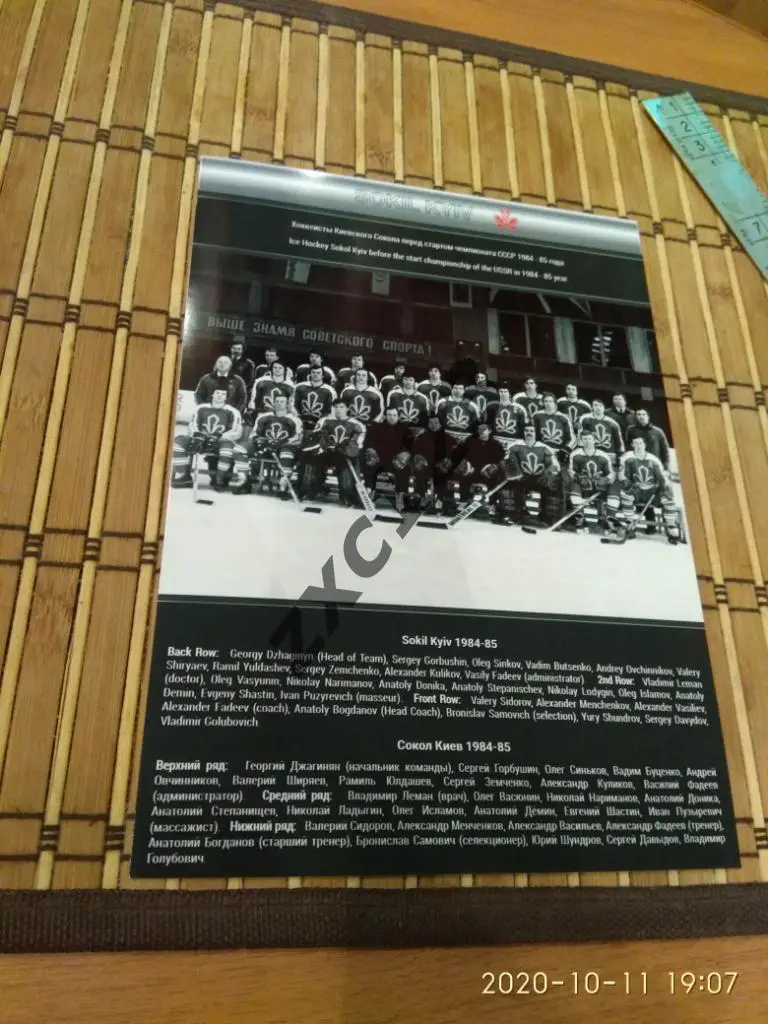 SOKIL KYIV
Хоккеисты Киевского Сокола перед стартом чемпионата СССР 1984 - 85 года
Ice Hockey Sokil Kyiv before the start championship of the USSR in 1984 - 85 year
ВЫШЕ ЗНАМЯ СОВЕТСКОГО СПОРТА!
Sokil Kyiv 1984-85
Back Row: Georgy Dzhaginyn (Head of Team), Sergey Gorbushin, Oleg Sinkov, Vadim Butsenko, Andrey Ovchinnikov, Valery
Shiryaev, Ramil Yuldashev, Sergey Zemchenko, Alexander Kulikov, Vasily Fadeev (administrator) 2nd Row: Vladimir Leman
(doctor), Oleg Vasyunin, Nikolay Narimanov, Anatoly Donika, Anatoly Stepanischev, Nikolay Lodygin, Oleg Islamov, Anatoly
Demin, Evgeny Shastin, Ivan Puzyrevich (masseur). Front Row: Valery Sidorov, Alexander Menchenkov, Alexander Vasiliev,
Alexander Fadeev (coach), Anatoly Bogdanov (Head Coach), Bronislav Samovich (selection), Yury Shundrov, Sergey Davydov,
Vladimir Golubovich.
Сокол Киев 1984-85
Верхний ряд: Георгий Джагинян (начальник команды), Сергей Горбушин, Олег Синьков, Вадим Буценко, Андрей
Овчинников, Валерий Ширяев, Рамиль Юлдашев, Сергей Земченко, Александр Куликов, Василий Фадеев
(администратор). Средний ряд: Владимир Леман (врач), Олег Васюнин, Николай Нариманов, Анатолий Доника,
Анатолий Степанищев, Николай Ладыгин, Олег Исламов, Анатолий Дёмин, Евгений Шастин, Иван Пузыревич
(массажист). Нижний ряд: Валерий Сидоров, Александр Менченков, Александр Васильев, Александр Фадеев (тренер),
Анатолий Богданов (старший тренер), Бронислав Самович (селекционер), Юрий Шундров, Сергей Давыдов, Владимир
Голубович.
1 2 3
7
2020-10-11 19:07